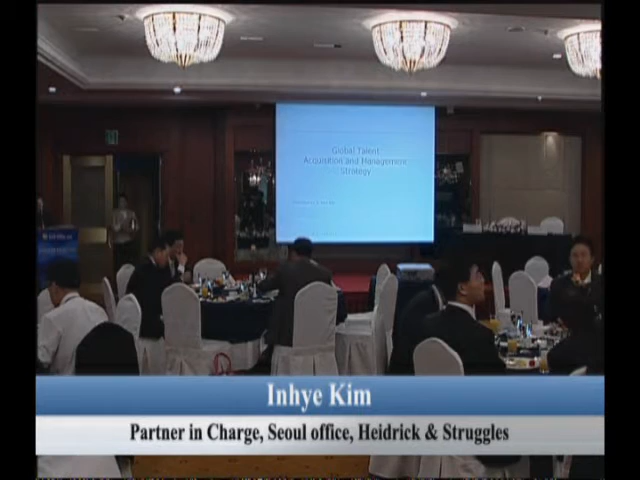 Global Talent
Acquisition and Management
Strategy
Inhye Kim
Partner in Charge, Seoul office, Heidrick & Struggles